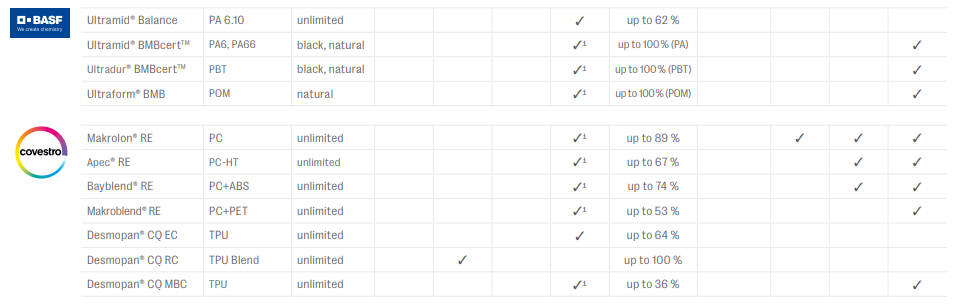 BASF
We create chemistry
Ultramid® Balance PA 6.10 unlimited ✓ up to 62 %
Ultramid® BMBcert™ PA6, PA66 black, natural ✓¹ up to 100 % (PA) ✓
Ultradur® BMBcert™ PBT black, natural ✓¹ up to 100 % (PBT) ✓
Ultraform® BMB POM natural ✓¹ up to 100 % (POM) ✓
covestro
Makrolon® RE PC unlimited ✓¹ up to 89 % ✓ ✓ ✓
Apec® RE PC-HT unlimited ✓¹ up to 67 % ✓ ✓
Bayblend® RE PC+ABS unlimited ✓¹ up to 74 % ✓ ✓
Makroblend® RE PC+PET unlimited ✓¹ up to 53 % ✓
Desmopan® CQ EC TPU unlimited ✓ up to 64 %
Desmopan® CQ RC TPU Blend unlimited ✓ up to 100 %
Desmopan® CQ MBC TPU unlimited ✓¹ up to 36 % ✓